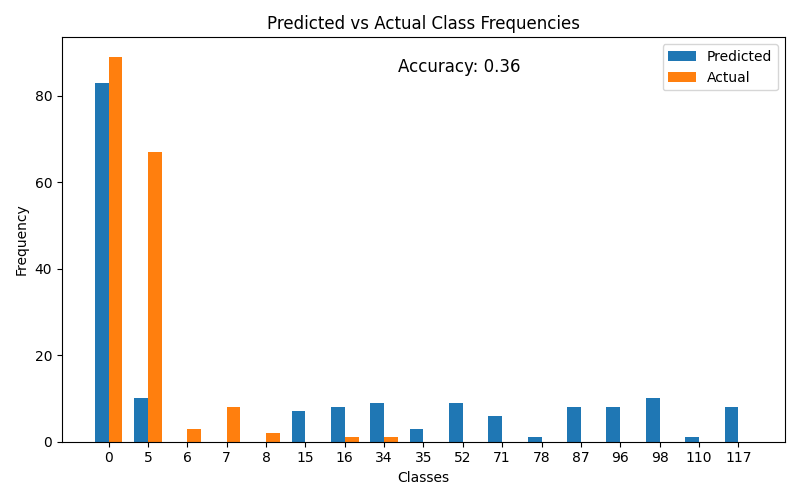 Predicted vs Actual Class Frequencies
Accuracy: 0.36
Predicted
Actual
80
60
40
20
0
Frequency
0 5 6 7 8 15 16 34 35 52 71 78 87 96 98 110 117
Classes